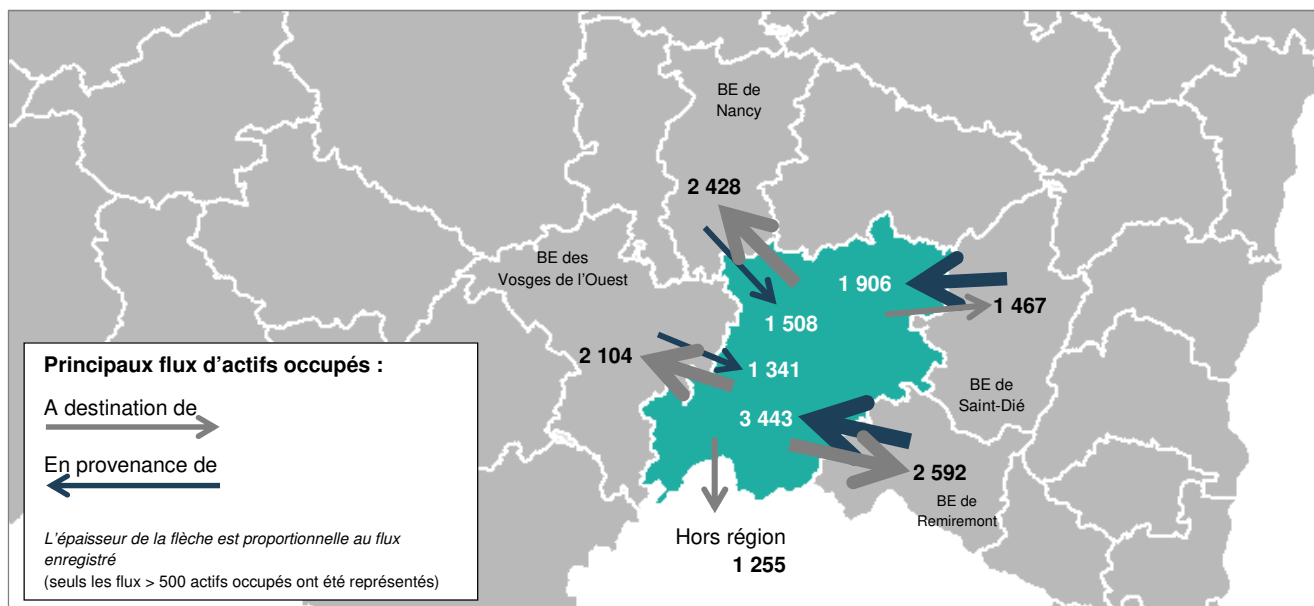 BE de
Nancy
2 428
BE des
Vosges de l'Ouest
1 906
1 467
1 508
2 104
1 341
BE de
Saint-Dié
3 443
2 592
BE de
Remiremont
Hors région
1 255
Principaux flux d'actifs occupés :
A destination de
En provenance de
L'épaisseur de la flèche est proportionnelle au flux
enregistré
(seuls les flux > 500 actifs occupés ont été représentés)